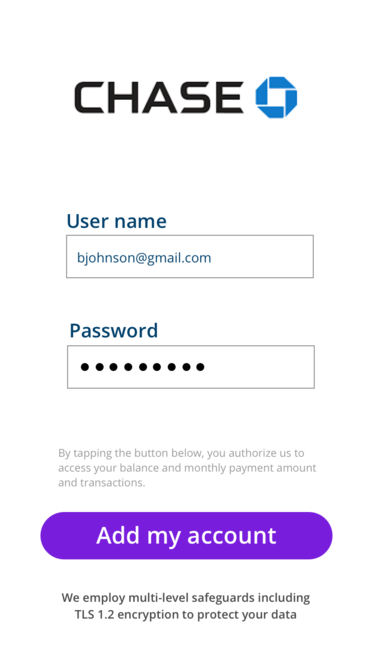 CHASE
User name
bjohnson@gmail.com
Password
By tapping the button below, you authorize us to
access your balance and monthly payment amount
and transactions.
Add my account
We employ multi-level safeguards including
TLS 1.2 encryption to protect your data